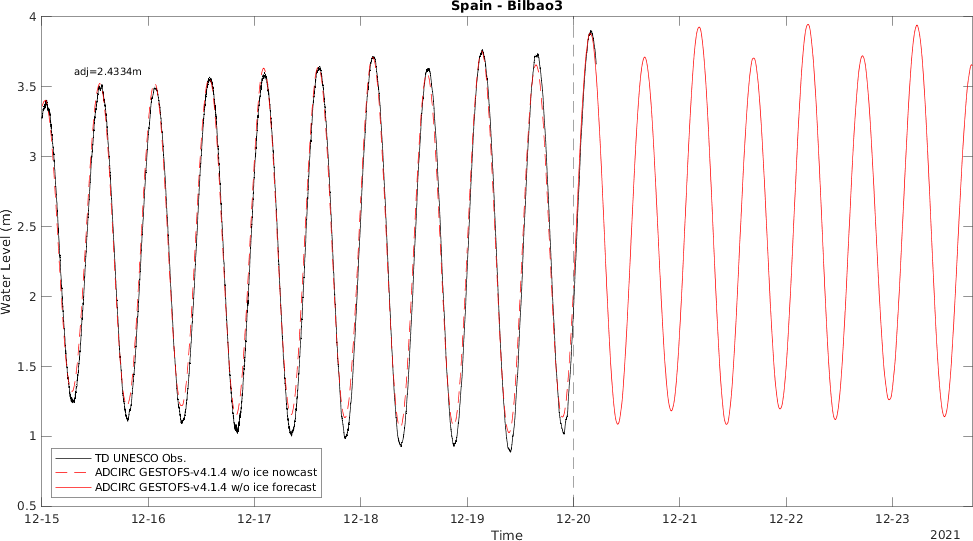 Spain - Bilbao3
4
3.5
3
2.5
2
1.5
1
0.5
Water Level (m)
adj=2.4334m
TD UNESCO Obs.
ADCIRC GESTOFS-v4.1.4 w/o ice nowcast
ADCIRC GESTOFS-v4.1.4 w/o ice forecast
12-15
12-16
12-17
12-18
12-19
12-20
12-21
12-22
12-23
Time
2021